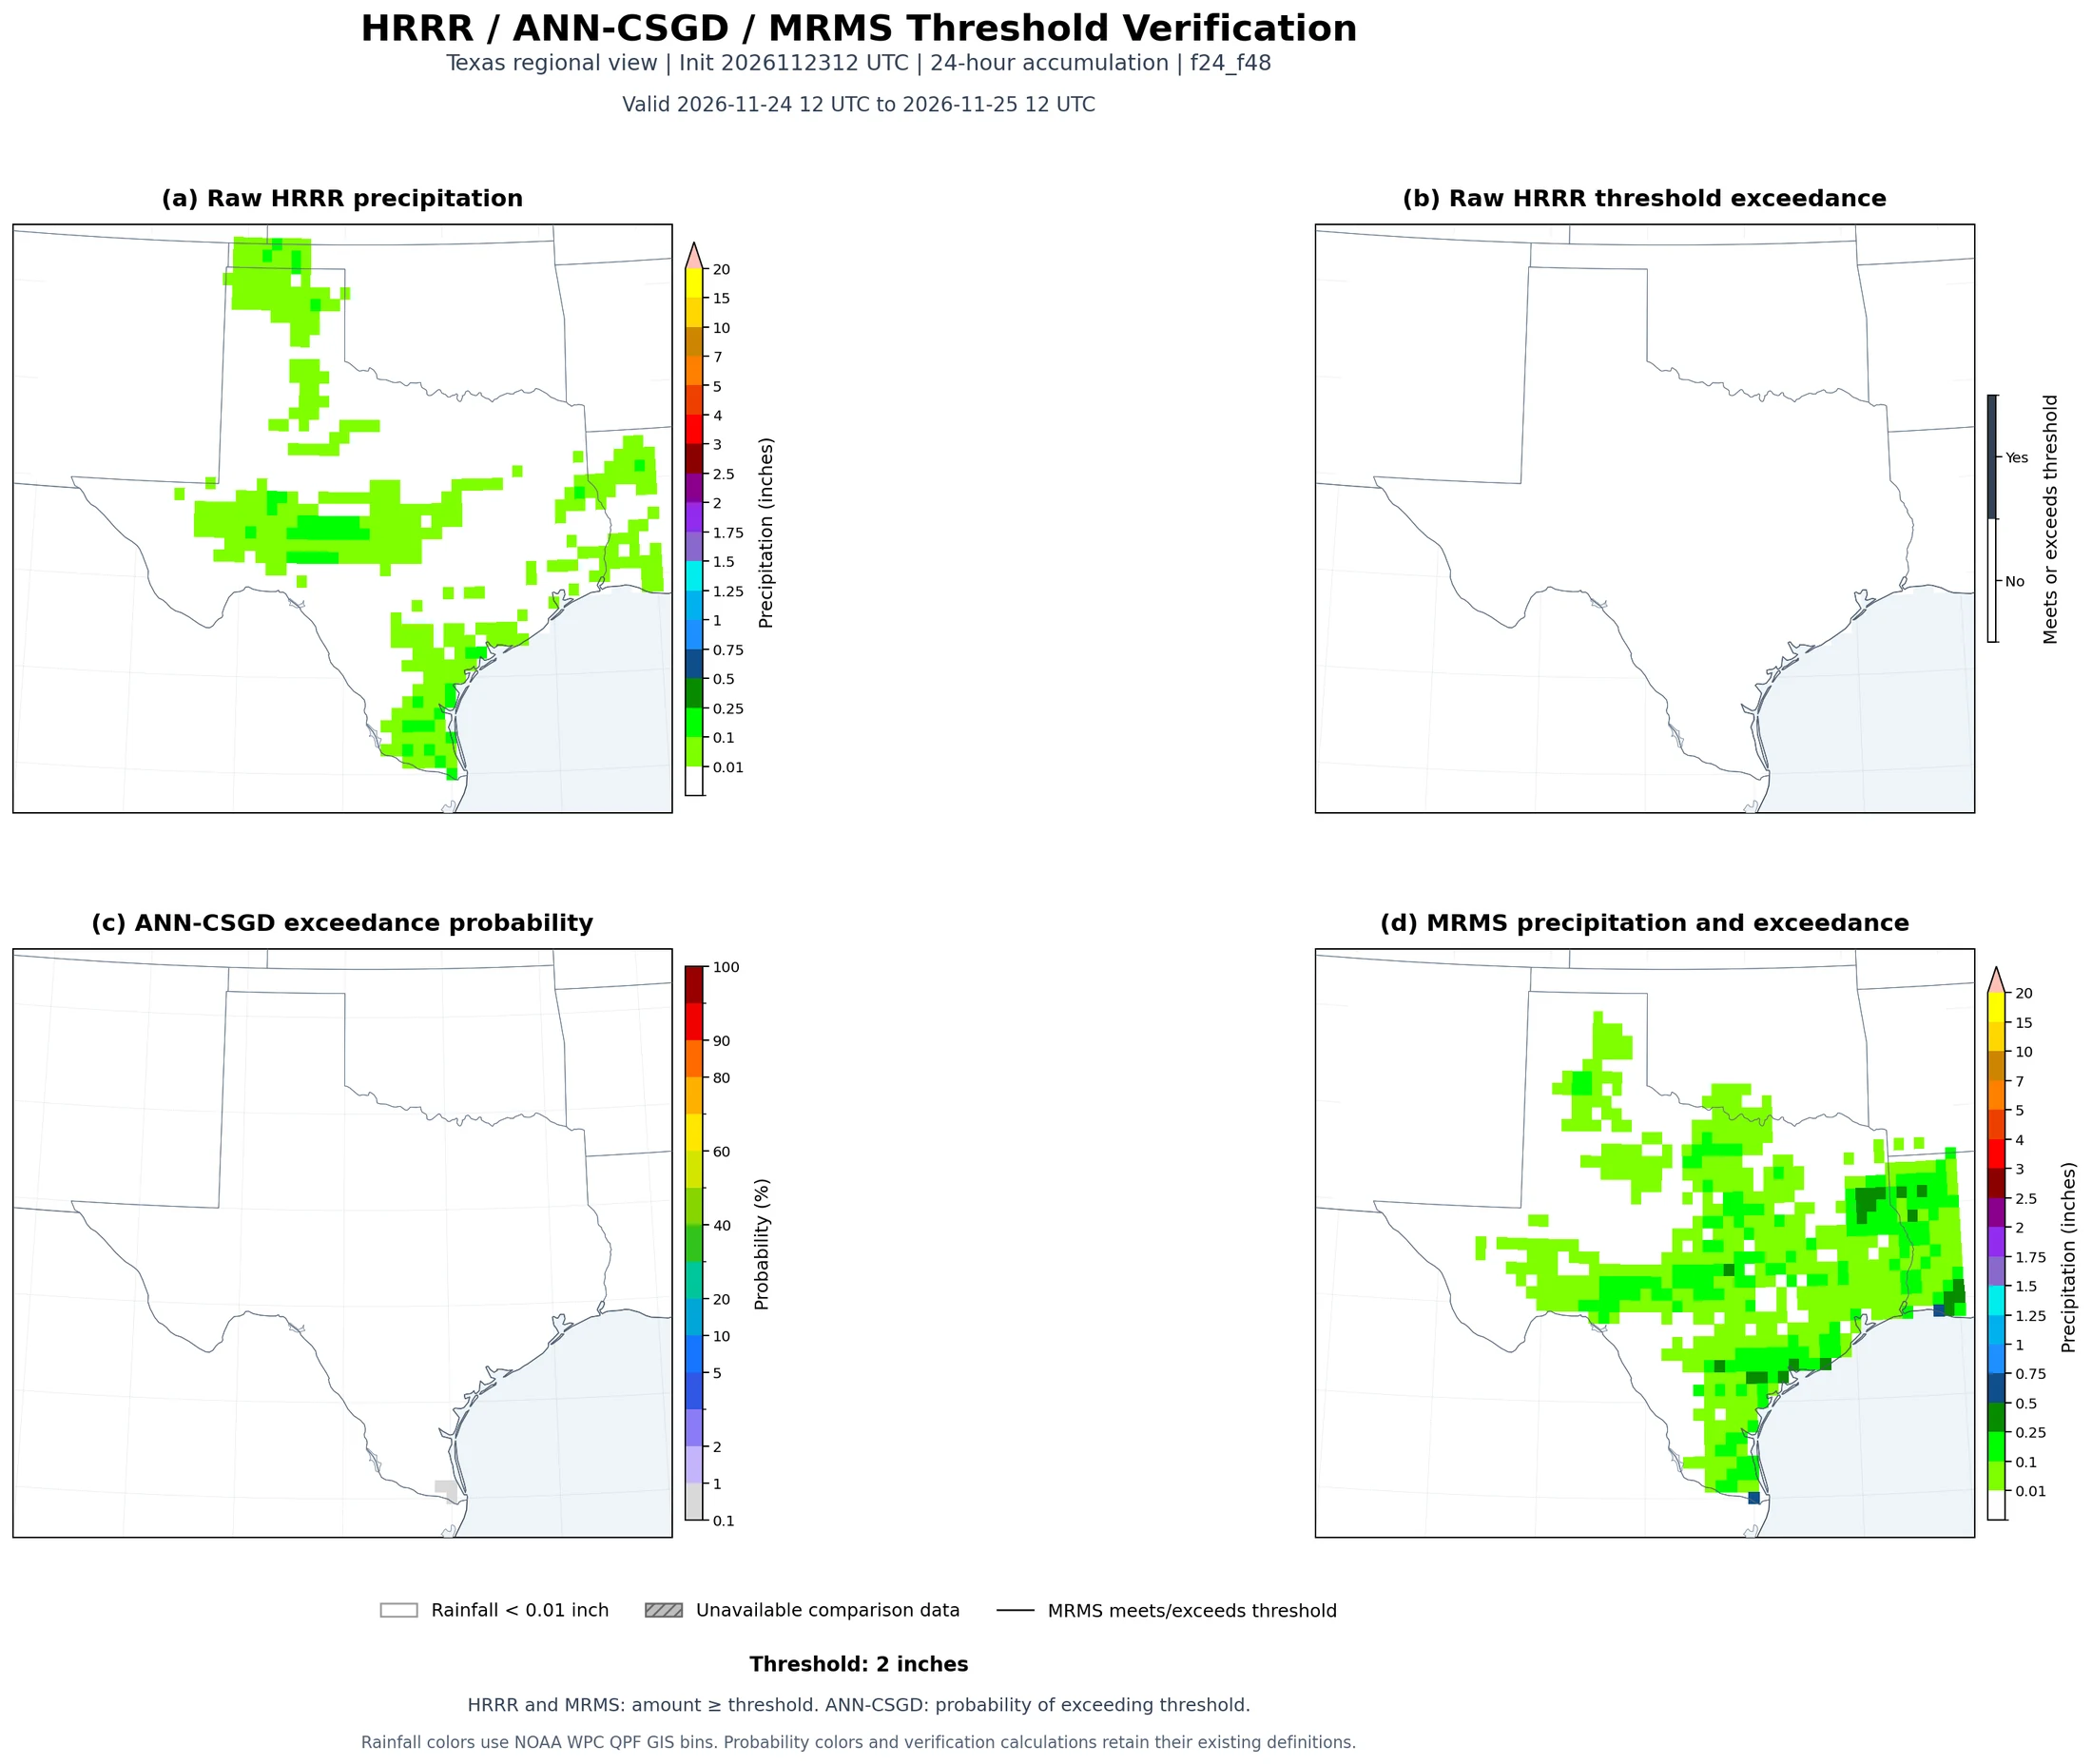 HRRR / ANN-CSGD / MRMS Threshold Verification
Texas regional view | Init 2026112312 UTC | 24-hour accumulation | f24_f48
Valid 2026-11-24 12 UTC to 2026-11-25 12 UTC
(a) Raw HRRR precipitation
20
15
10
7
5
4
3
2.5
2
1.75
1.5
1.25
1
0.75
0.5
0.25
0.1
0.01
Precipitation (inches)
(b) Raw HRRR threshold exceedance
Yes
No
Meets or exceeds threshold
(c) ANN-CSGD exceedance probability
100
90
80
60
40
20
10
5
2
1
0.1
Probability (%)
(d) MRMS precipitation and exceedance
20
15
10
7
5
4
3
2.5
2
1.75
1.5
1.25
1
0.75
0.5
0.25
0.1
0.01
Precipitation (inches)
Rainfall < 0.01 inch
Unavailable comparison data
MRMS meets/exceeds threshold
Threshold: 2 inches
HRRR and MRMS: amount ≥ threshold. ANN-CSGD: probability of exceeding threshold.
Rainfall colors use NOAA WPC QPF GIS bins. Probability colors and verification calculations retain their existing definitions.